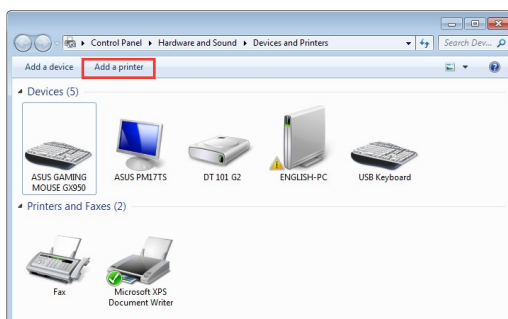 Control Panel ▸ Hardware and Sound ▸ Devices and Printers
Search Dev...
Add a device
Add a printer
Devices (5)
ASUS GAMING
MOUSE GX950
ASUS PM17TS
DT 101 G2
ENGLISH-PC
USB Keyboard
Printers and Faxes (2)
Fax
Microsoft XPS
Document Writer